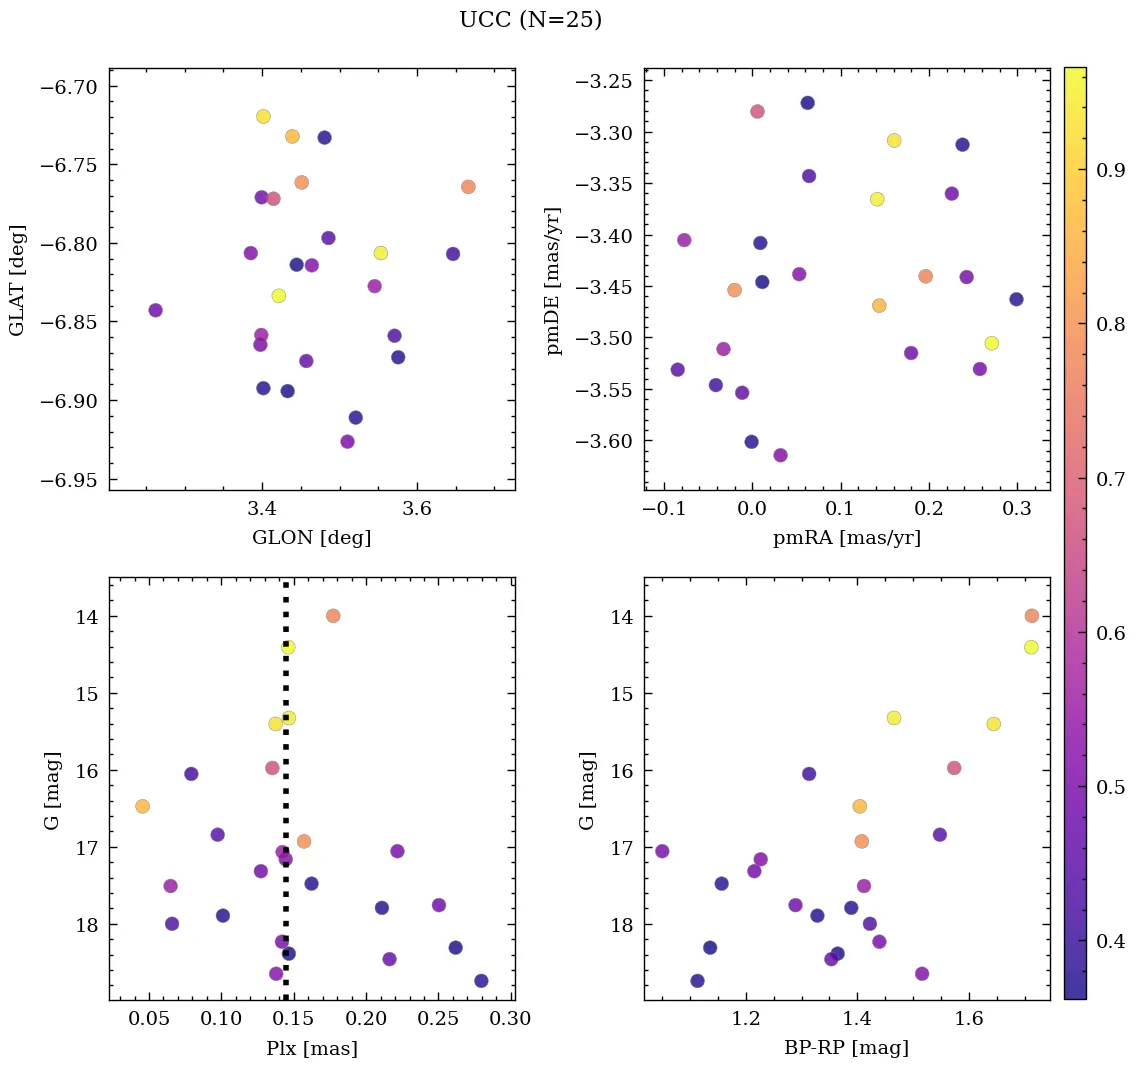 UCC (N=25)
−6.70
−6.75
−6.80
−6.85
−6.90
−6.95
GLAT [deg]
3.4 3.6
GLON [deg]
−3.25
−3.30
−3.35
−3.40
−3.45
−3.50
−3.55
−3.60
pmDE [mas/yr]
−0.1 0.0 0.1 0.2 0.3
pmRA [mas/yr]
14
15
16
17
18
G [mag]
0.05 0.10 0.15 0.20 0.25 0.30
Plx [mas]
14
15
16
17
18
G [mag]
1.2 1.4 1.6
BP-RP [mag]
0.9
0.8
0.7
0.6
0.5
0.4